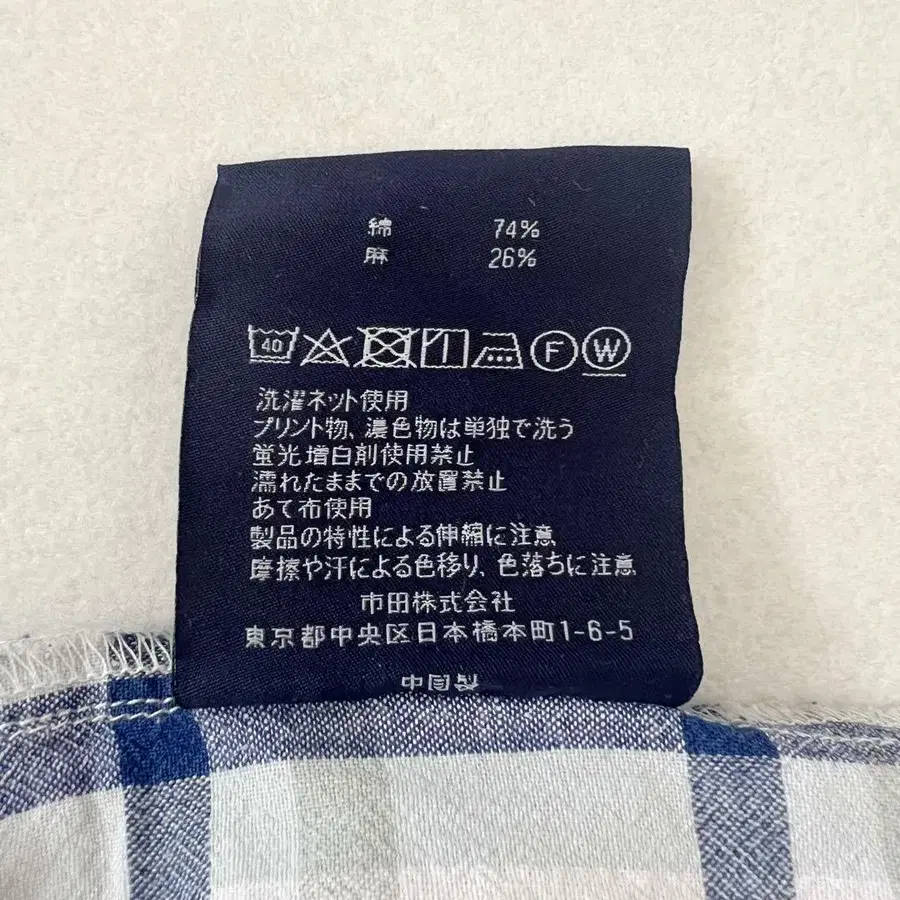 綿 74%
麻 26%
40 F W
洗濯ネット使用
プリント物、濃色物は単独で洗う
蛍光増白剤使用禁止
濡れたままでの放置禁止
あて布使用
製品の特性による伸縮に注意
摩擦や汗による色移り、色落ちに注意
市田株式会社
東京都中央区日本橋本町1-6-5
中国製